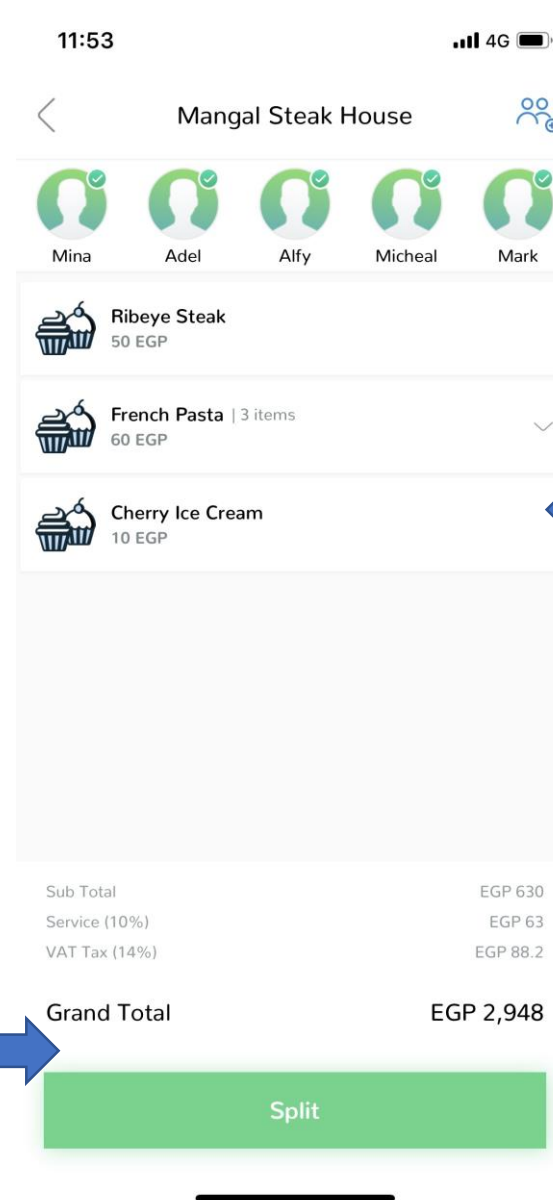 11:53
4G
Mangal Steak House
Mina Adel Alfy Micheal Mark
Ribeye Steak
50 EGP
French Pasta | 3 items
60 EGP
Cherry Ice Cream
10 EGP
Sub Total EGP 630
Service (10%) EGP 63
VAT Tax (14%) EGP 88.2
Grand Total EGP 2,948
Split